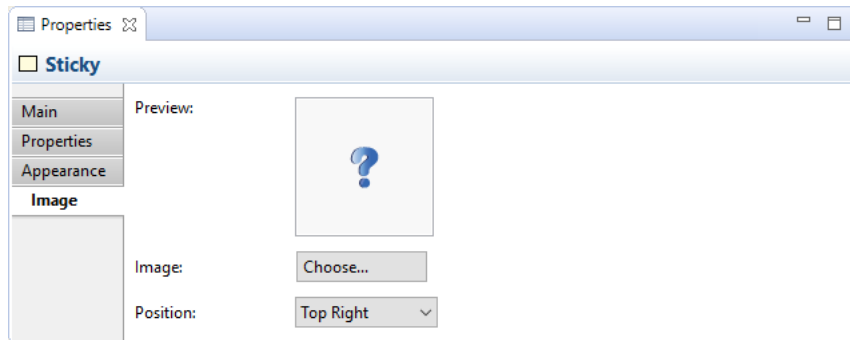 Properties
Sticky
Main
Properties
Appearance
Image
Preview:
Image:
Choose...
Position:
Top Right